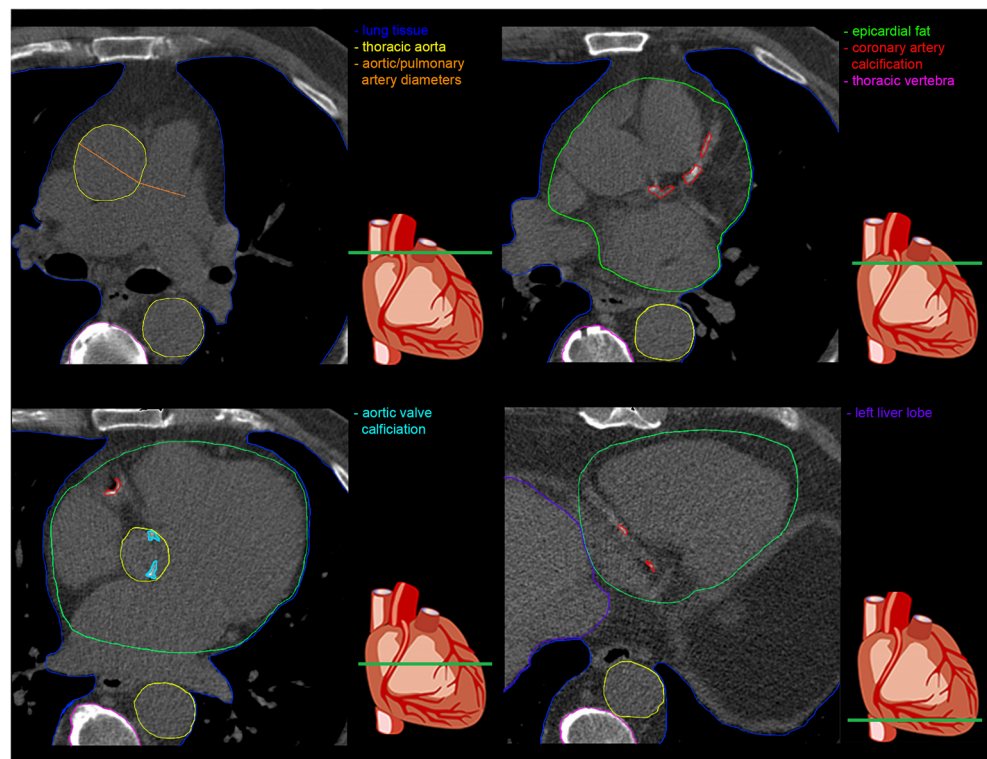 - lung tissue
- thoracic aorta
- aortic/pulmonary
artery diameters
- epicardial fat
- coronary artery
calcification
- thoracic vertebra
- aortic valve
calficiation
- left liver lobe